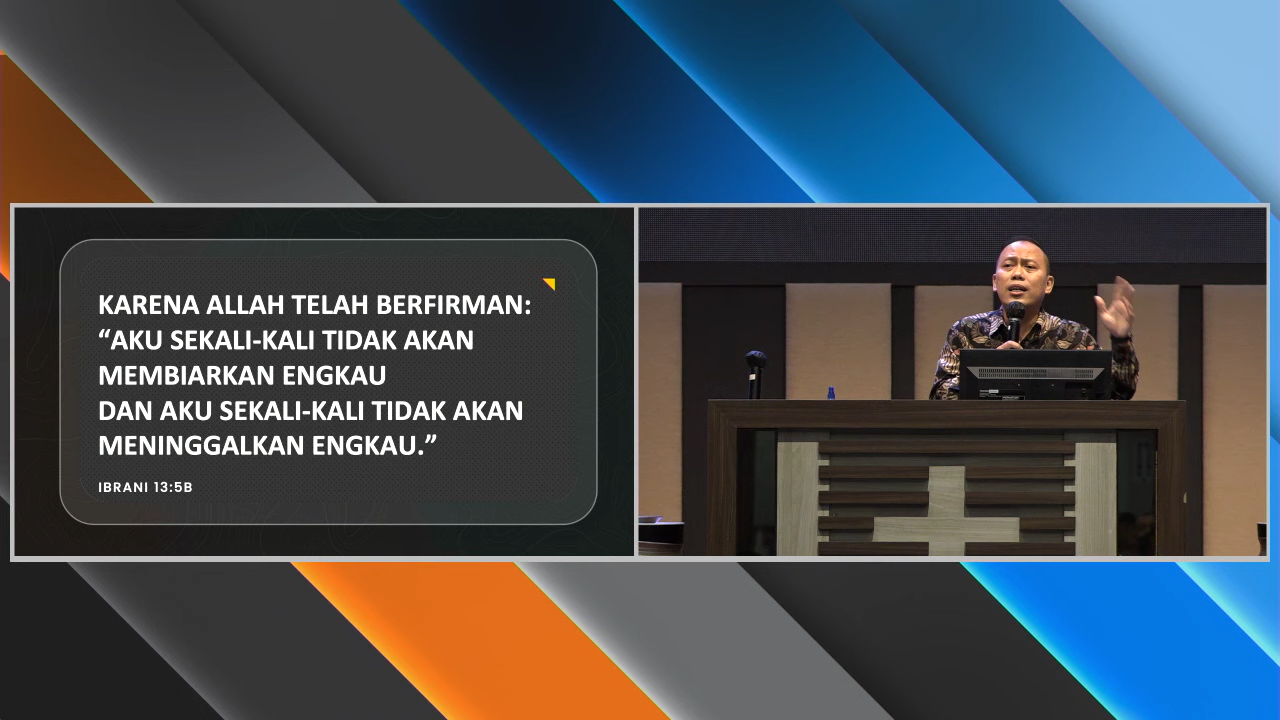 KARENA ALLAH TELAH BERFIRMAN:
“AKU SEKALI-KALI TIDAK AKAN
MEMBIARKAN ENGKAU
DAN AKU SEKALI-KALI TIDAK AKAN
MENINGGALKAN ENGKAU.”
IBRANI 13:5B